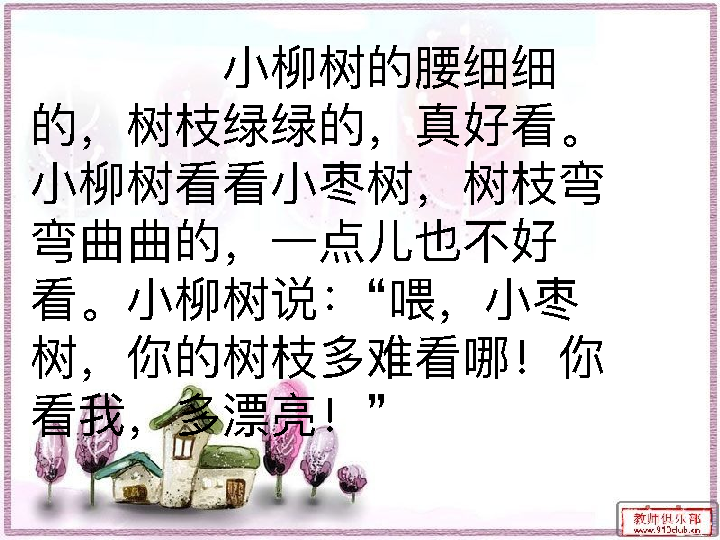 小柳树的腰细细
的，树枝绿绿的，真好看。
小柳树看看小枣树，树枝弯
弯曲曲的，一点儿也不好
看。小柳树说：“喂，小枣
树，你的树枝多难看哪！你
看我，多漂亮！”
教师俱乐部
www.910club.cn